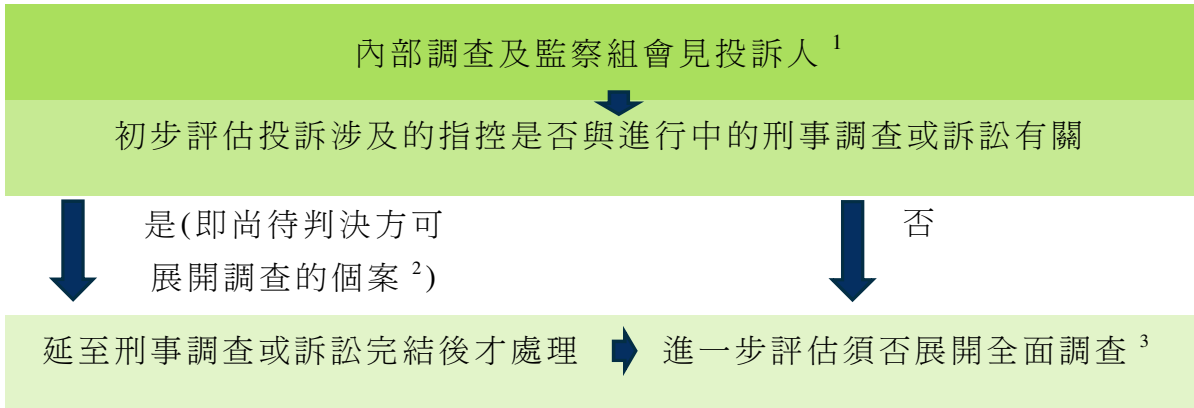 內部調查及監察組會見投訴人 1
初步評估投訴涉及的指控是否與進行中的刑事調查或訴訟有關
是(即尚待判決方可
展開調查的個案 2)
否
延至刑事調查或訴訟完結後才處理
進一步評估須否展開全面調查 3